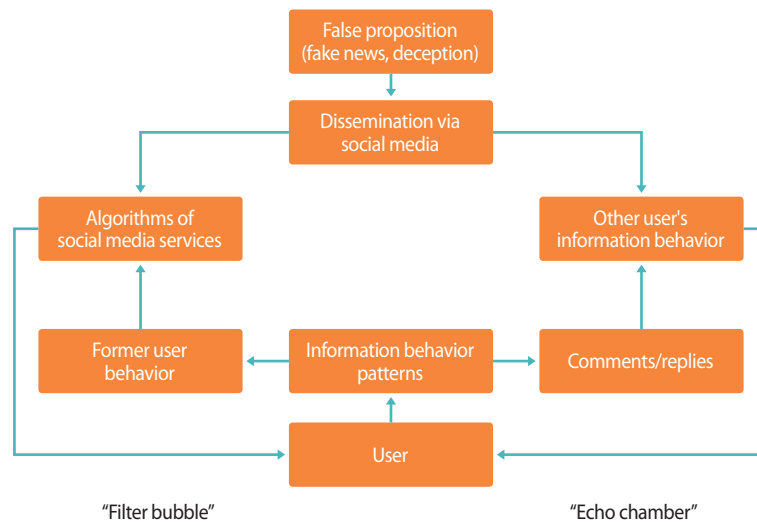 False proposition
(fake news, deception)
Dissemination via
social media
Algorithms of
social media services
Other user's
information behavior
Former user
behavior
Information behavior
patterns
Comments/replies
User
“Filter bubble”
“Echo chamber”